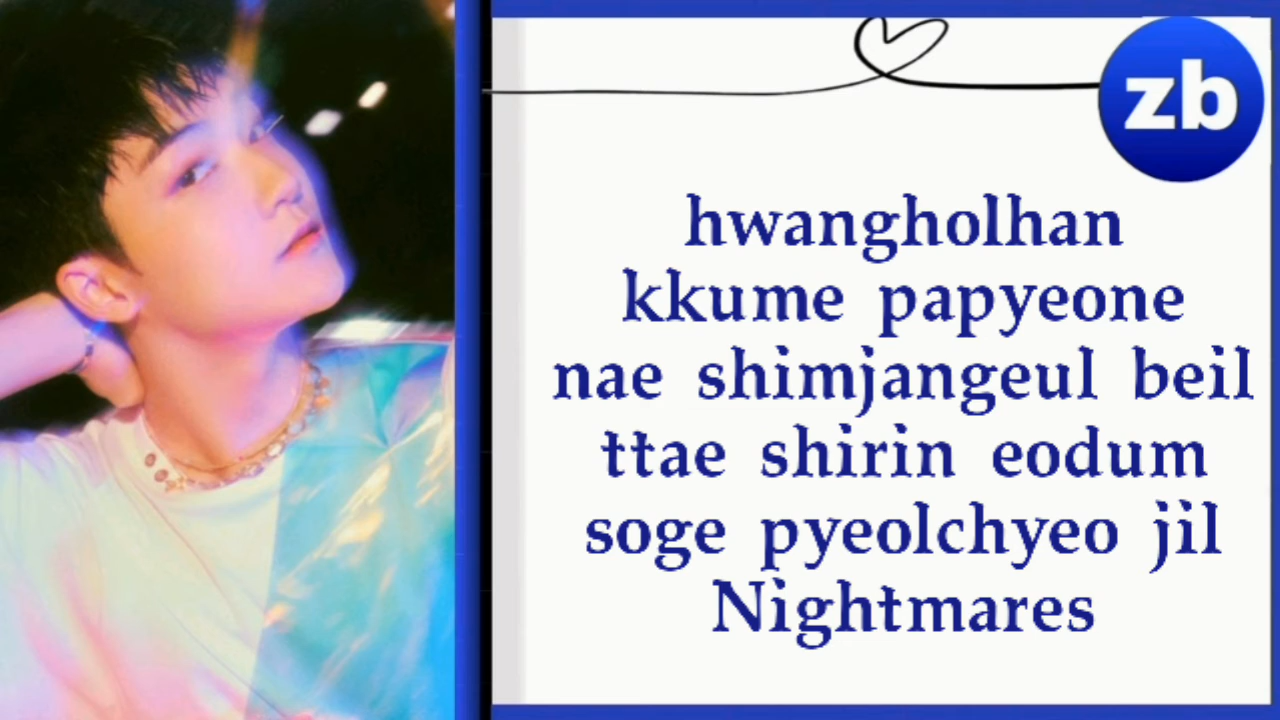 zb
hwangholhan
kkume papyeone
nae shimjangeul beil
ttae shirin eodum
soge pyeolchyeo jil
Nightmares